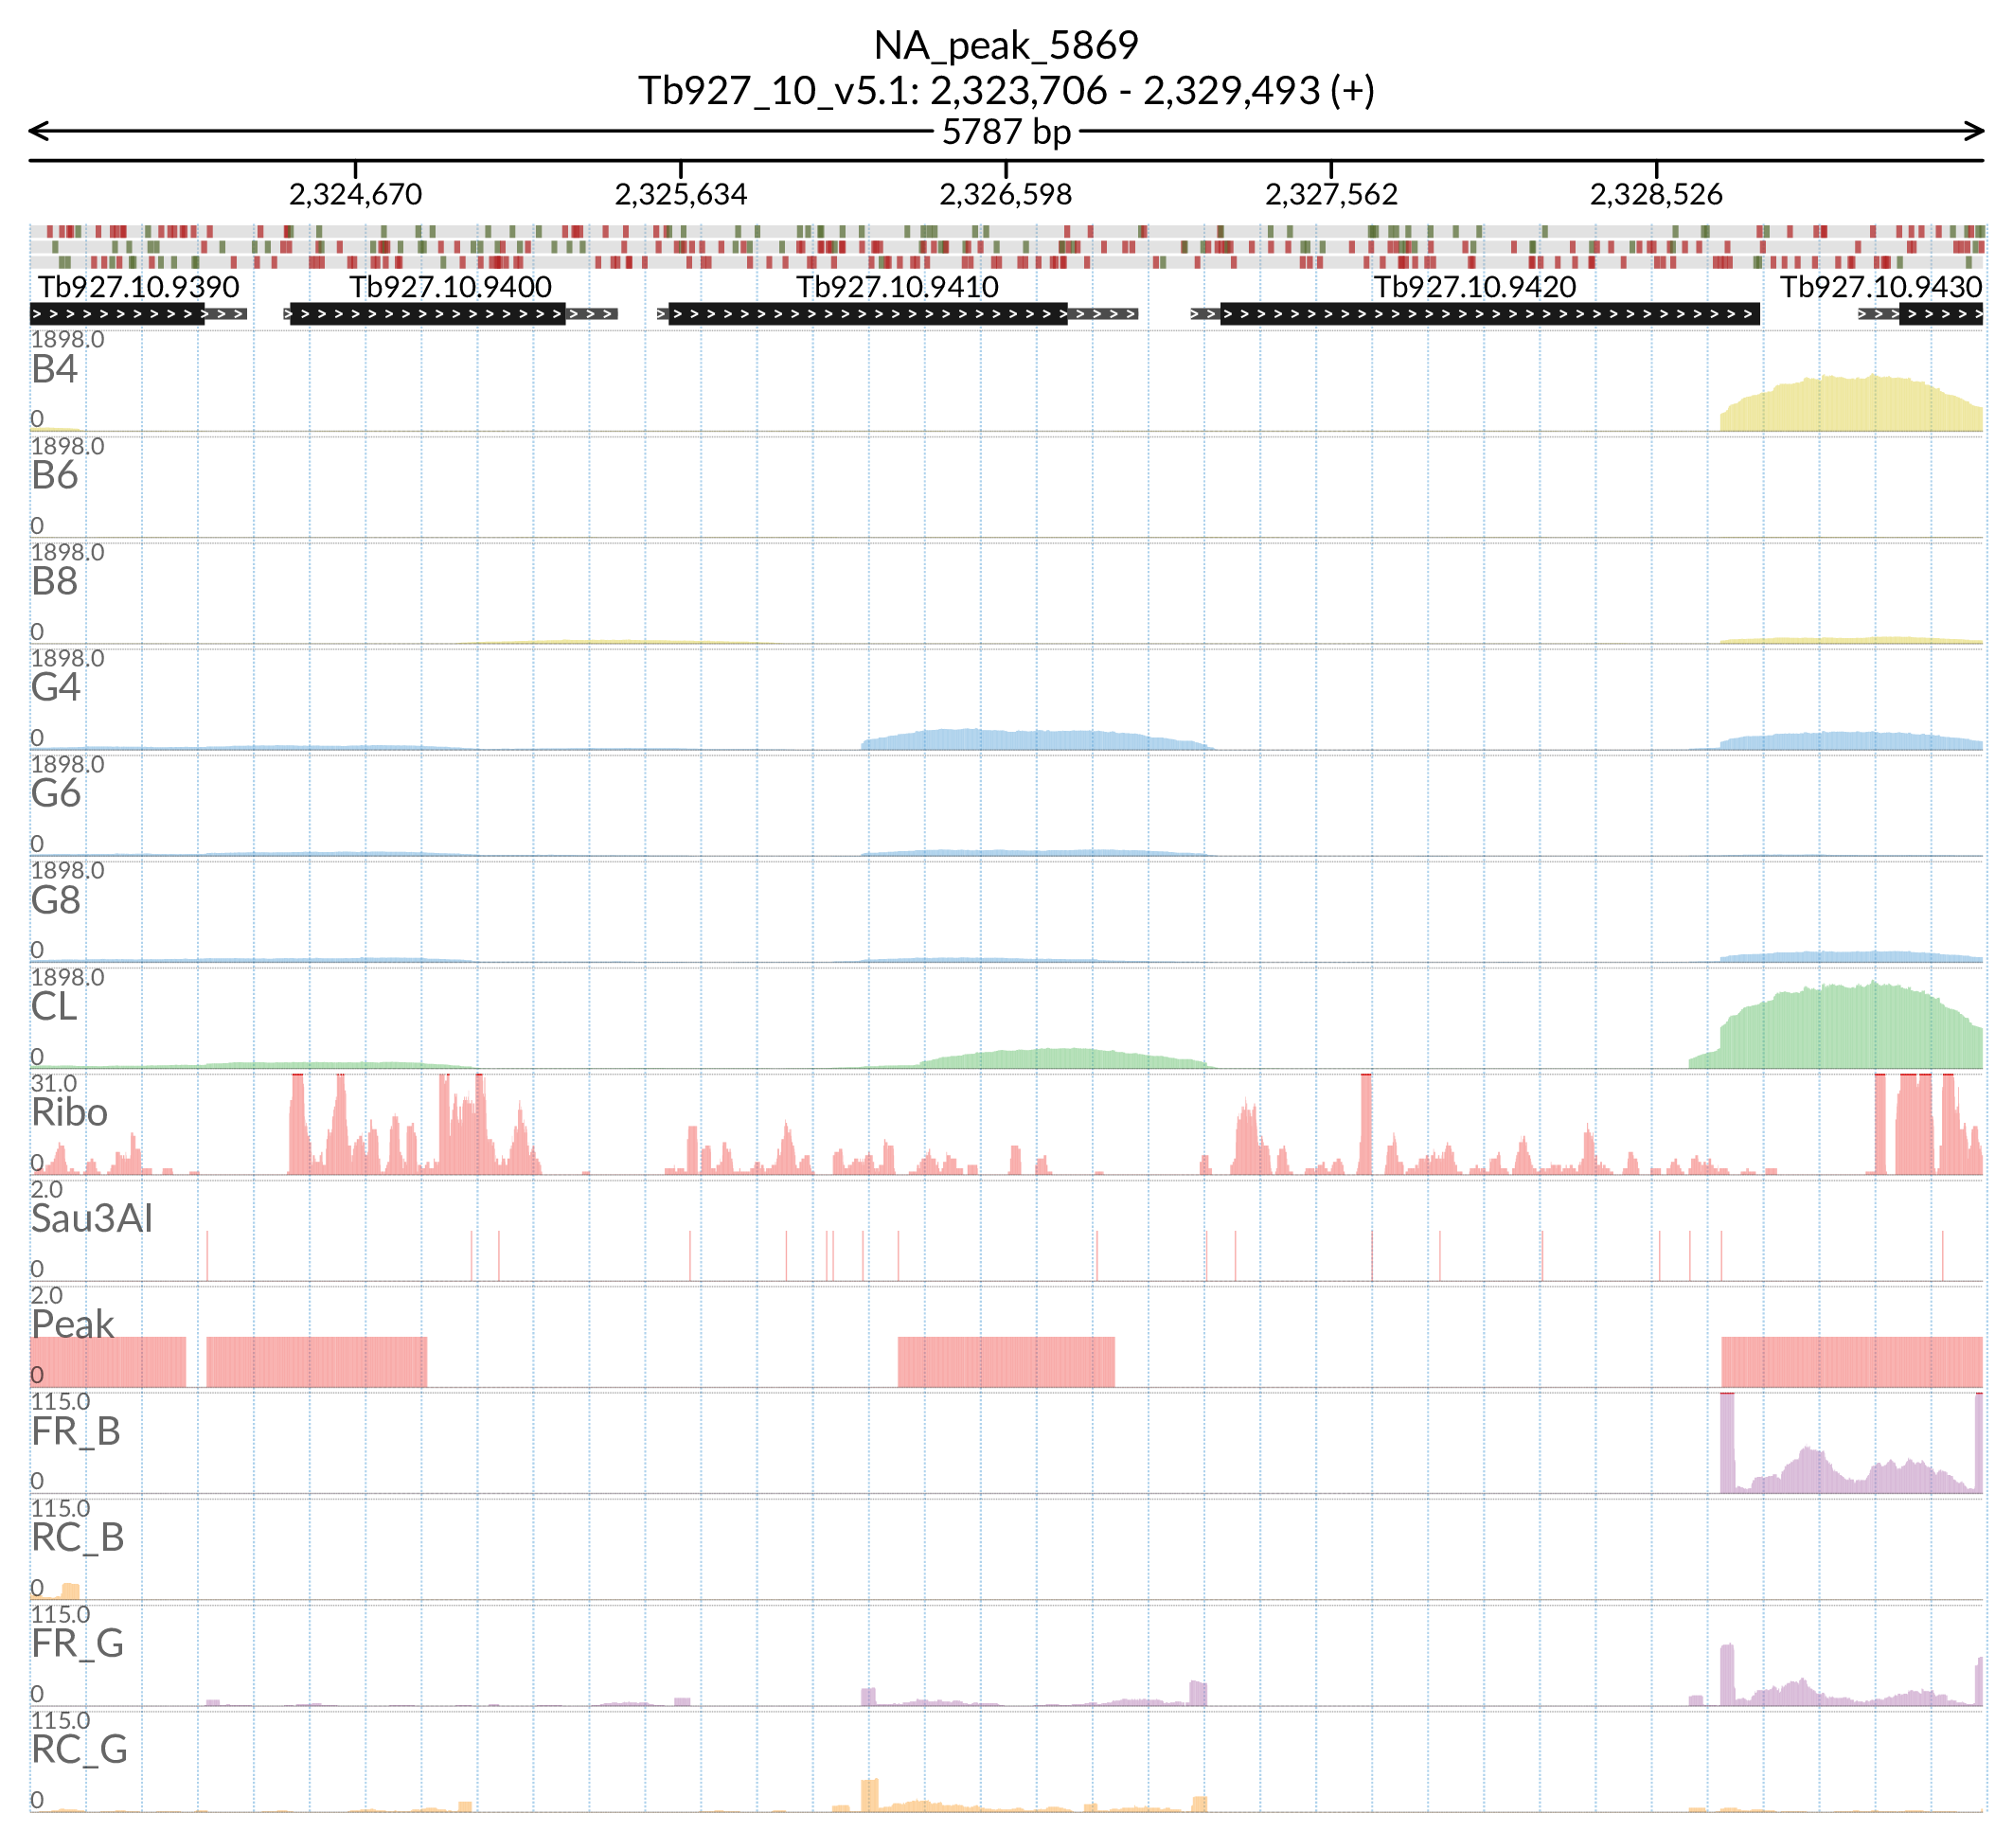 NA_peak_5869
Tb927_10_v5.1: 2,323,706 - 2,329,493 (+)
5787 bp
2,324,670 2,325,634 2,326,598 2,327,562 2,328,526
Tb927.10.9390 Tb927.10.9400 Tb927.10.9410 Tb927.10.9420 Tb927.10.9430
1898.0
B4
0
1898.0
B6
0
1898.0
B8
0
1898.0
G4
0
1898.0
G6
0
1898.0
G8
0
1898.0
CL
0
31.0
Ribo
0
2.0
Sau3AI
0
2.0
Peak
0
115.0
FR_B
0
115.0
RC_B
0
115.0
FR_G
0
115.0
RC_G
0